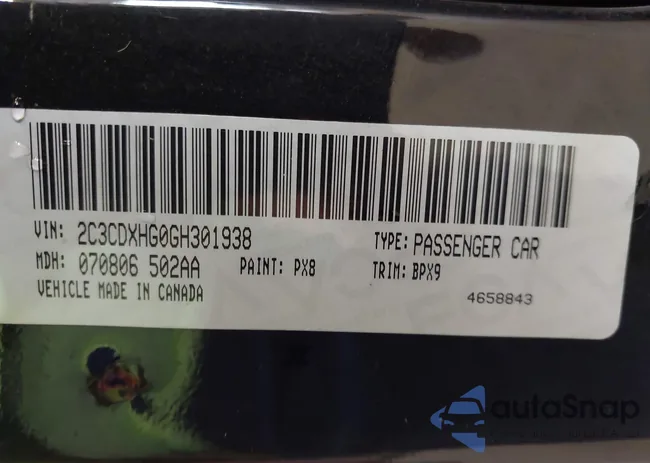 VIN: 2C3CDXHG0GH301938 TYPE: PASSENGER CAR
MDH: 070806 502AA PAINT: PX8 TRIM: BPX9
VEHICLE MADE IN CANADA 4658843
autoSnap